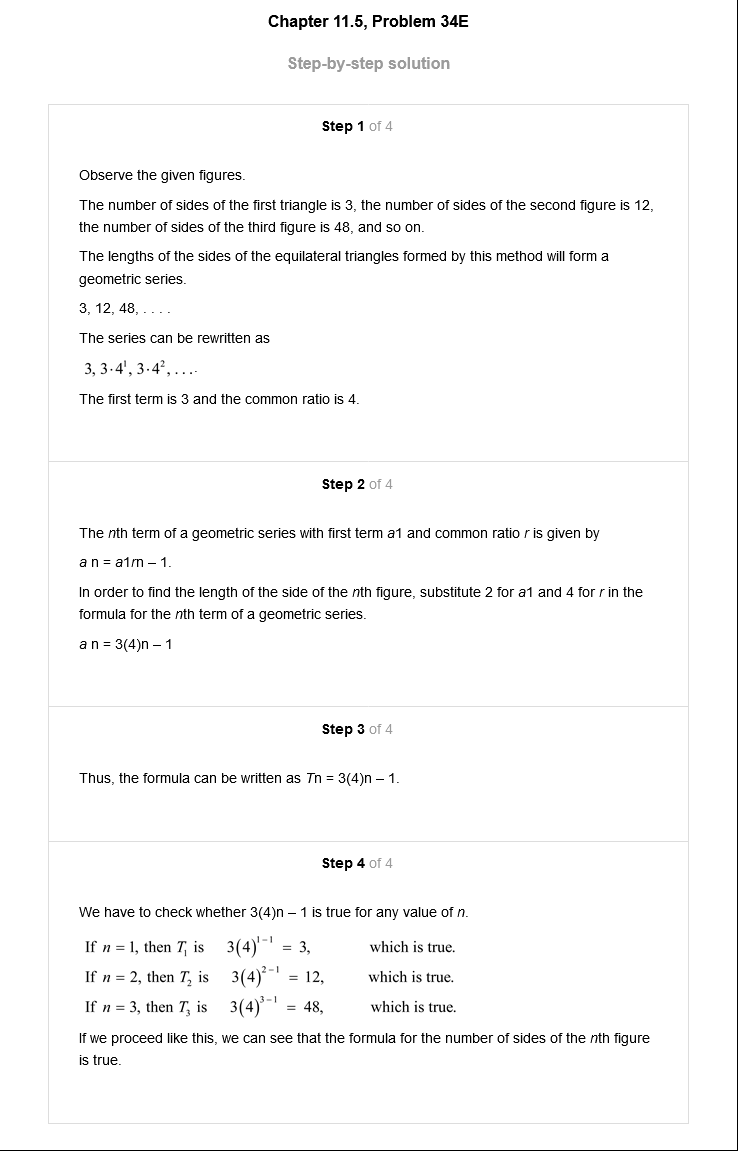 Chapter 11.5, Problem 34E
Step-by-step solution
Step 1 of 4
Observe the given figures.
The number of sides of the first triangle is 3, the number of sides of the second figure is 12,
the number of sides of the third figure is 48, and so on.
The lengths of the sides of the equilateral triangles formed by this method will form a
geometric series.
3, 12, 48, . . . .
The series can be rewritten as
3, 3·4¹, 3·4², . . . .
The first term is 3 and the common ratio is 4.
Step 2 of 4
The nth term of a geometric series with first term a1 and common ratio r is given by
a n = a1rn – 1.
In order to find the length of the side of the nth figure, substitute 2 for a1 and 4 for r in the
formula for the nth term of a geometric series.
a n = 3(4)n – 1
Step 3 of 4
Thus, the formula can be written as Tn = 3(4)n – 1.
Step 4 of 4
We have to check whether 3(4)n – 1 is true for any value of n.
If n = 1, then T₁ is 3(4)¹⁻¹ = 3, which is true.
If n = 2, then T₂ is 3(4)²⁻¹ = 12, which is true.
If n = 3, then T₃ is 3(4)³⁻¹ = 48, which is true.
If we proceed like this, we can see that the formula for the number of sides of the nth figure
is true.